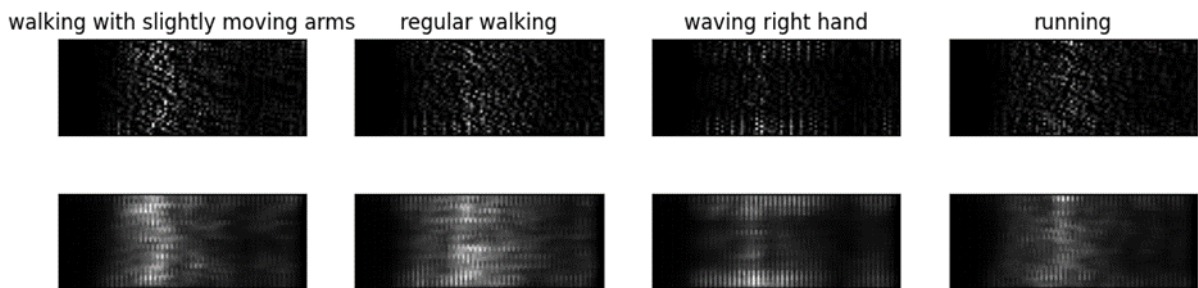 walking with slightly moving arms
regular walking
waving right hand
running